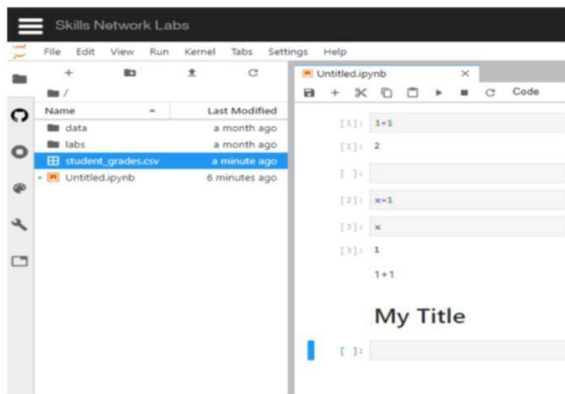 Skills Network Labs
File Edit View Run Kernel Tabs Settings Help
Untitled.ipynb
/
Code
Name Last Modified
data a month ago
labs a month ago
student_grades.csv a minute ago
Untitled.ipynb 6 minutes ago
[1]: 1+1
[1]: 2
[ ]:
[2]: x=1
[3]: x
[3]: 1
1+1
My Title
[ ]: